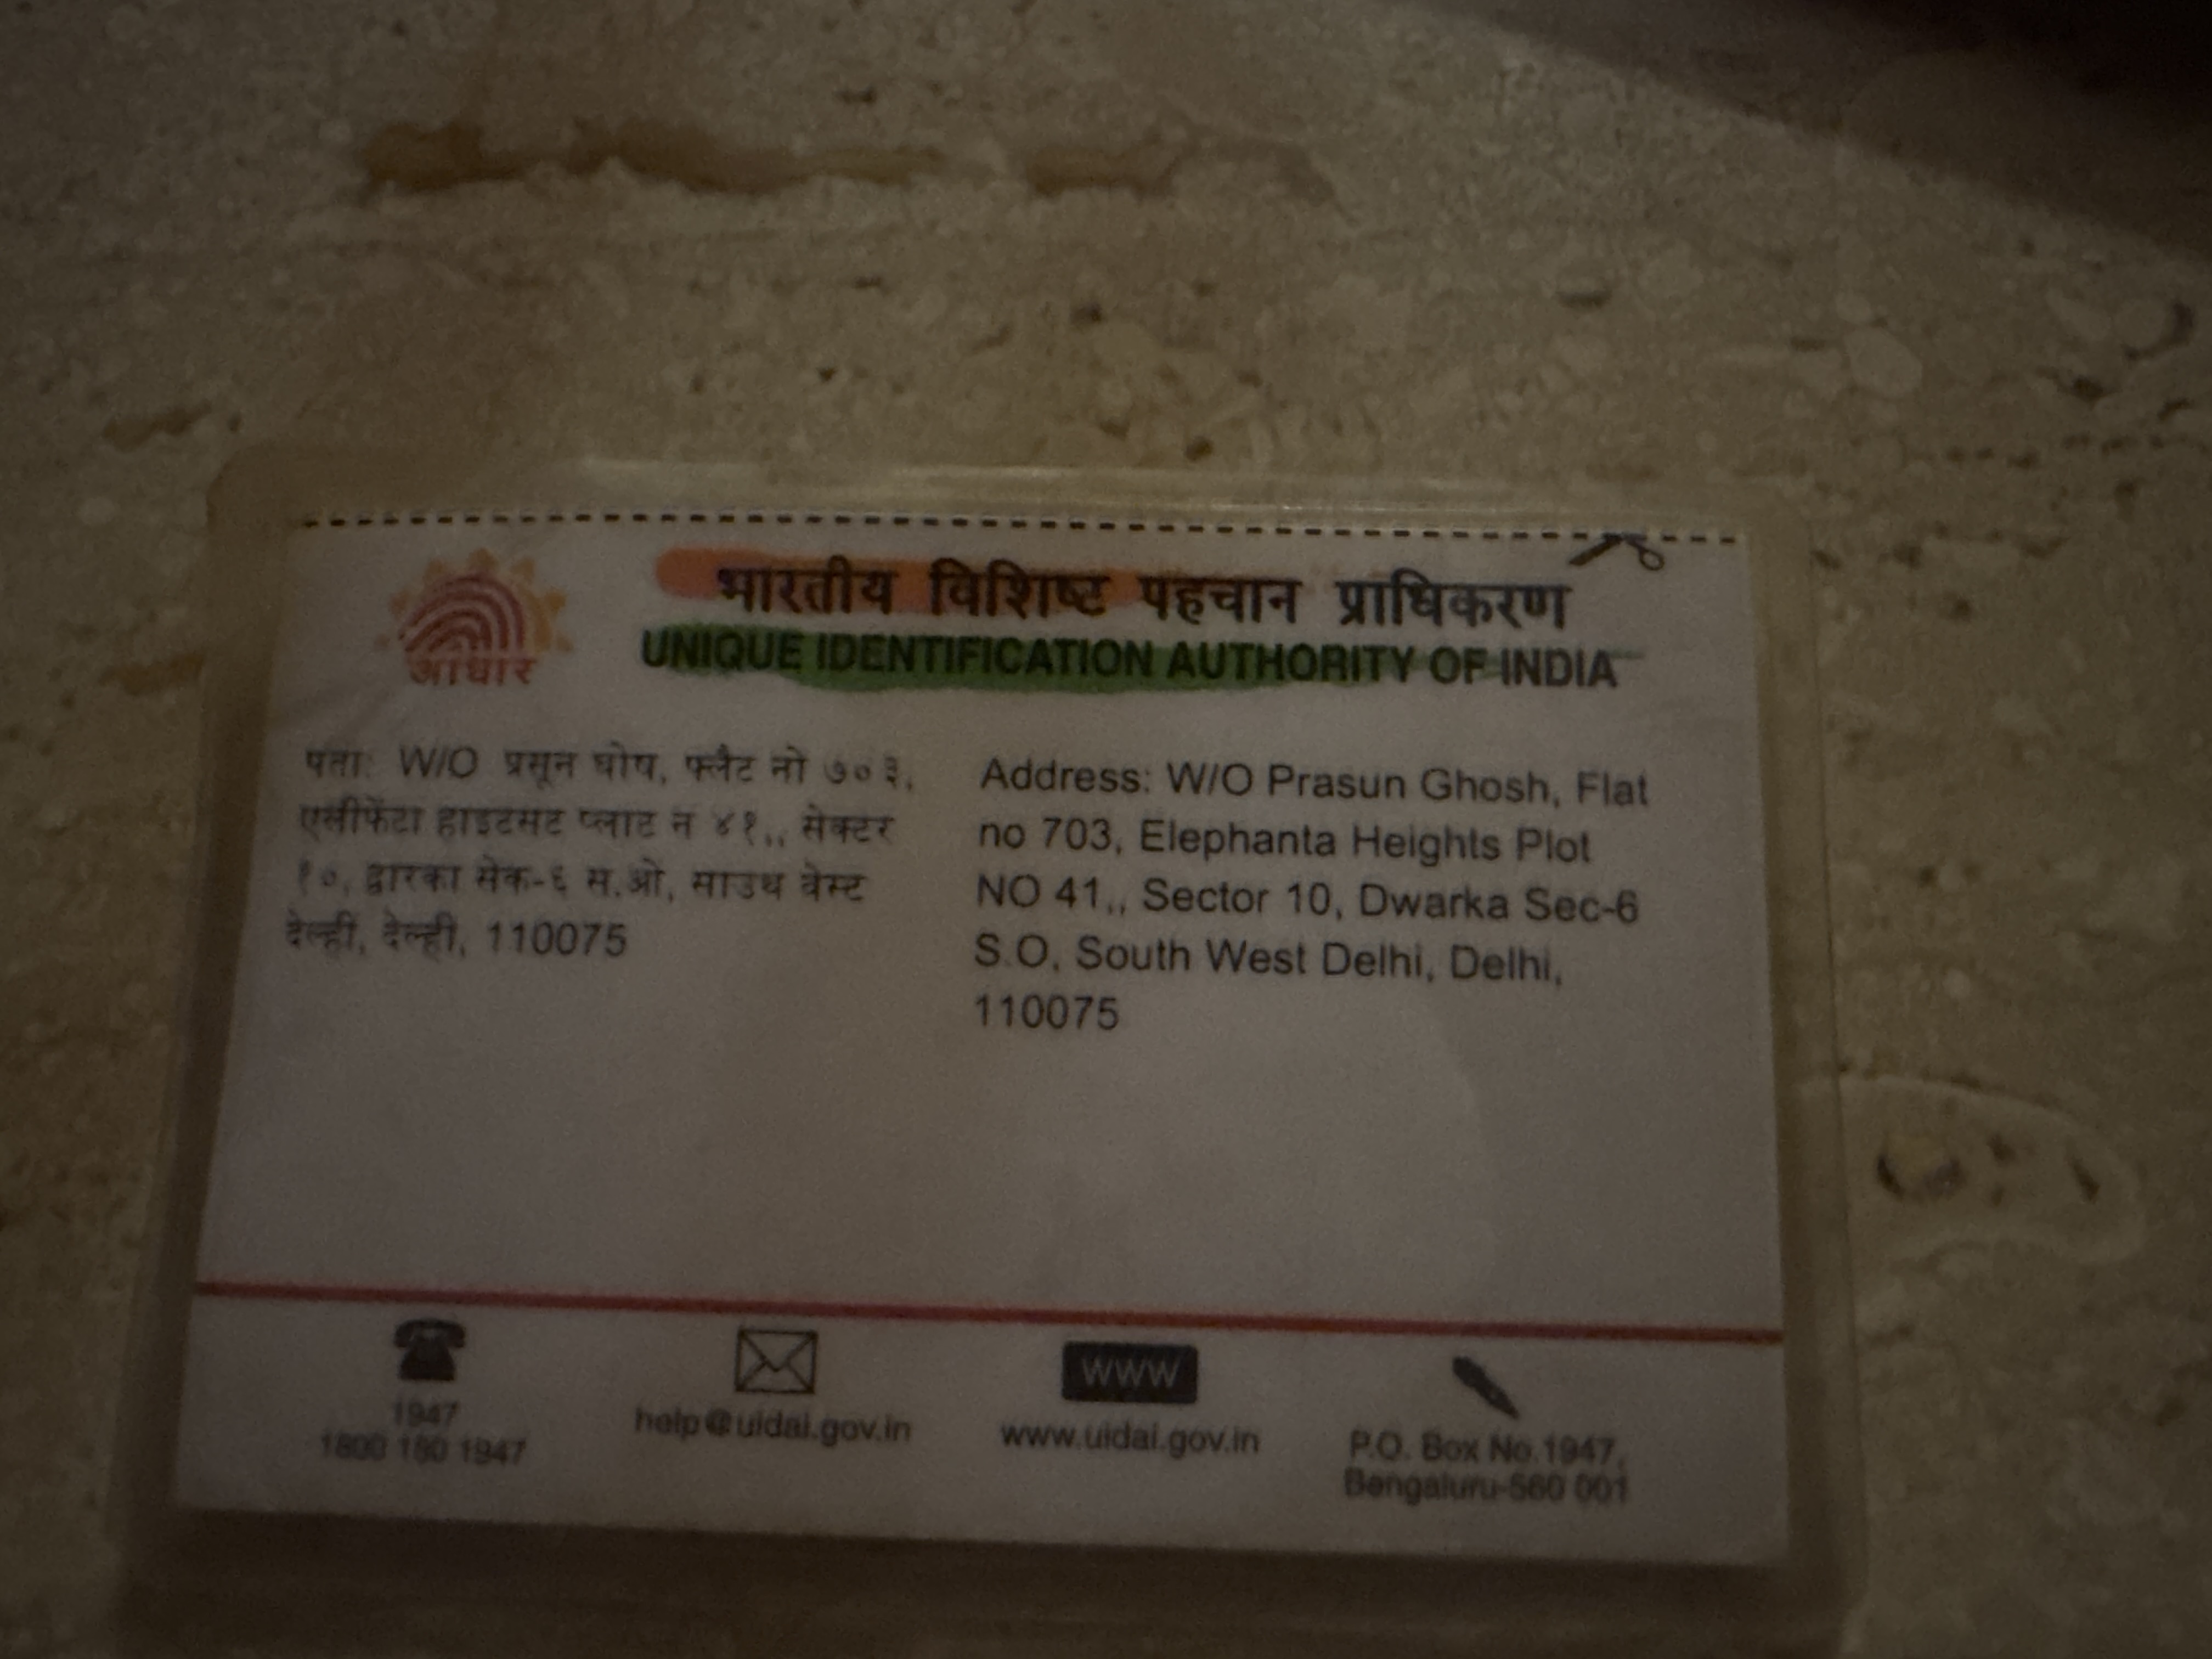 भारतीय विशिष्ट पहचान प्राधिकरण
UNIQUE IDENTIFICATION AUTHORITY OF INDIA
आधार
पता: W/O प्रसून घोष, फ्लैट नो ७०३,
एलीफेंटा हाइटसट प्लाट न ४१,, सेक्टर
१०, द्वारका सेक-६ स.ओ, साउथ वेस्ट
देल्ही, देल्ही, 110075
Address: W/O Prasun Ghosh, Flat
no 703, Elephanta Heights Plot
NO 41,, Sector 10, Dwarka Sec-6
S.O, South West Delhi, Delhi,
110075
1947
1800 180 1947
help@uidai.gov.in
WWW
www.uidai.gov.in
P.O. Box No.1947,
Bengaluru-560 001